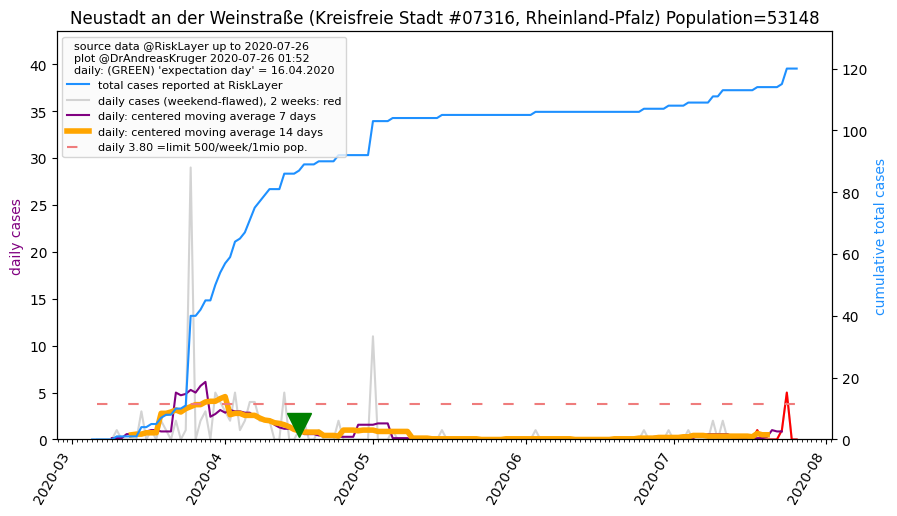 Neustadt an der Weinstraße (Kreisfreie Stadt #07316, Rheinland-Pfalz) Population=53148
source data @RiskLayer up to 2020-07-26
plot @DrAndreasKruger 2020-07-26 01:52
daily: (GREEN) 'expectation day' = 16.04.2020
total cases reported at RiskLayer
daily cases (weekend-flawed), 2 weeks: red
daily: centered moving average 7 days
daily: centered moving average 14 days
daily 3.80 =limit 500/week/1mio pop.
daily cases
40
35
30
25
20
15
10
5
0
cumulative total cases
120
100
80
60
40
20
0
2020-03
2020-04
2020-05
2020-06
2020-07
2020-08